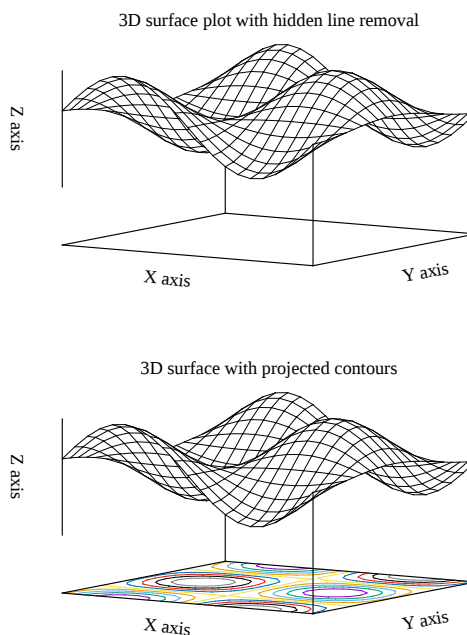 3D surface plot with hidden line removal
Z axis
X axis
Y axis
3D surface with projected contours
Z axis
X axis
Y axis